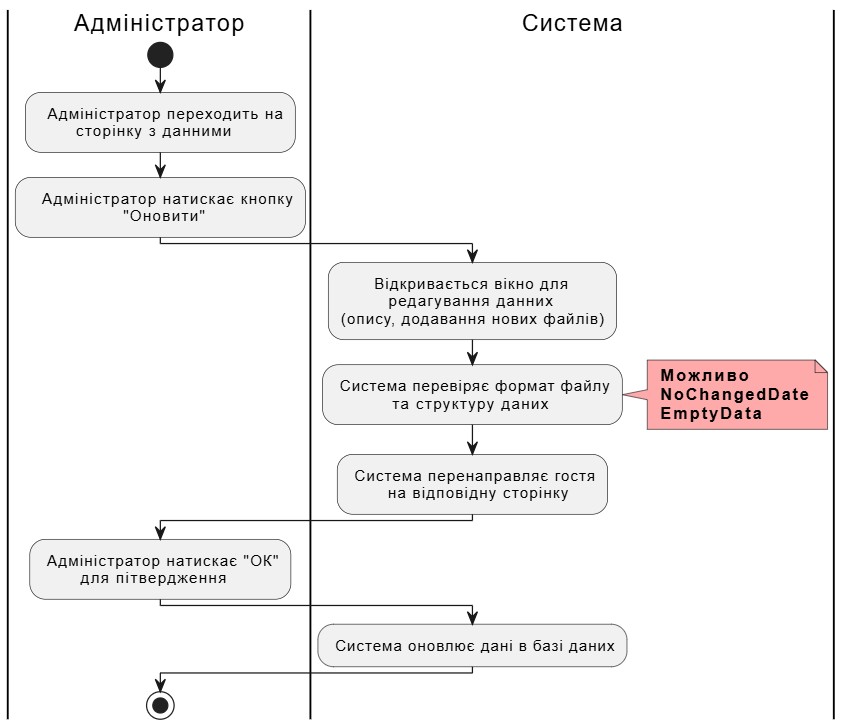 Адміністратор
Система
Адміністратор переходить на
сторінку з данними
Адміністратор натискає кнопку
"Оновити"
Відкривається вікно для
редагування данних
(опису, додавання нових файлів)
Система перевіряє формат файлу
та структуру даних
Можливо
NoChangedDate
EmptyData
Система перенаправляє гостя
на відповідну сторінку
Адміністратор натискає "ОК"
для пітвердження
Система оновлює дані в базі даних